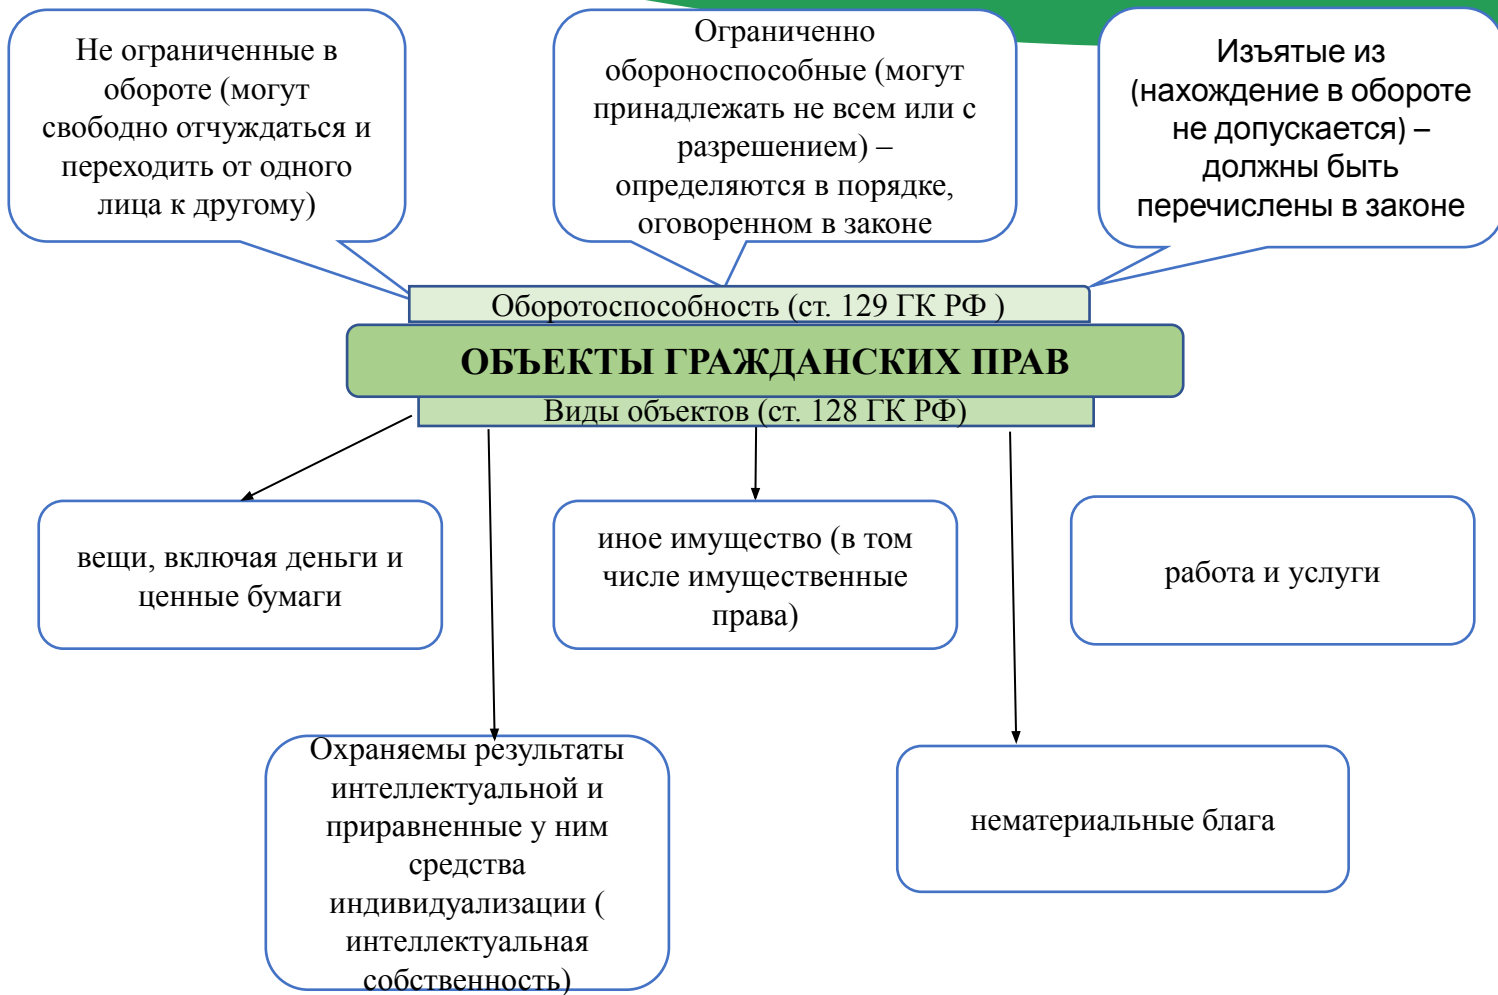 Не ограниченные в
обороте (могут
свободно отчуждаться и
переходить от одного
лица к другому)
Ограниченно
обороноспособные (могут
принадлежать не всем или с
разрешением) –
определяются в порядке,
оговоренном в законе
Изъятые из
(нахождение в обороте
не допускается) –
должны быть
перечислены в законе
Оборотоспособность (ст. 129 ГК РФ )
ОБЪЕКТЫ ГРАЖДАНСКИХ ПРАВ
Виды объектов (ст. 128 ГК РФ)
вещи, включая деньги и
ценные бумаги
иное имущество (в том
числе имущественные
права)
работа и услуги
Охраняемы результаты
интеллектуальной и
приравненные у ним
средства
индивидуализации (
интеллектуальная
собственность)
нематериальные блага